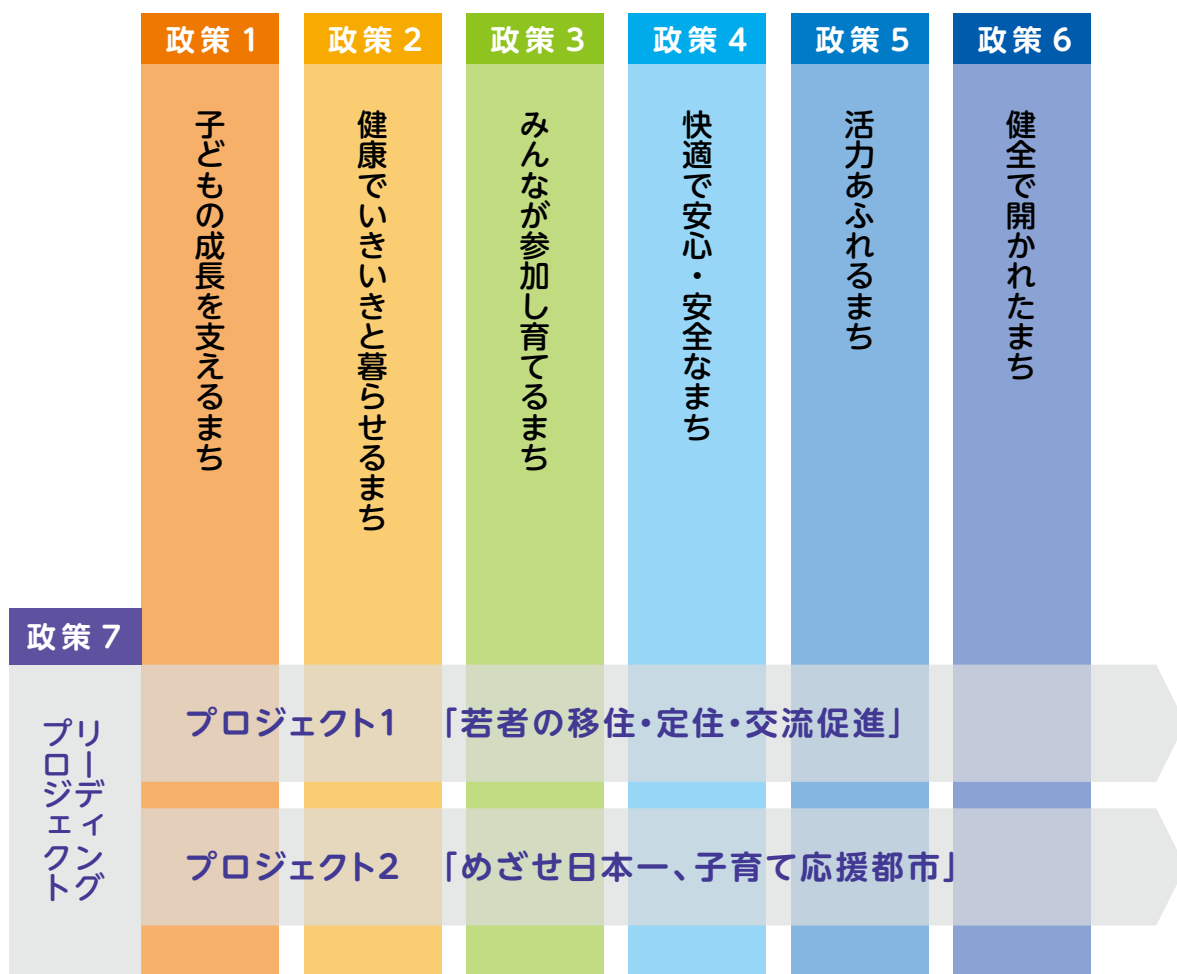 政策1
子どもの成長を支えるまち
政策2
健康でいきいきと暮らせるまち
政策3
みんなが参加し育てるまち
政策4
快適で安心・安全なまち
政策5
活力あふれるまち
政策6
健全で開かれたまち
政策7
リーディング
プロジェクト
プロジェクト1 「若者の移住・定住・交流促進」
プロジェクト2 「めざせ日本一、子育て応援都市」